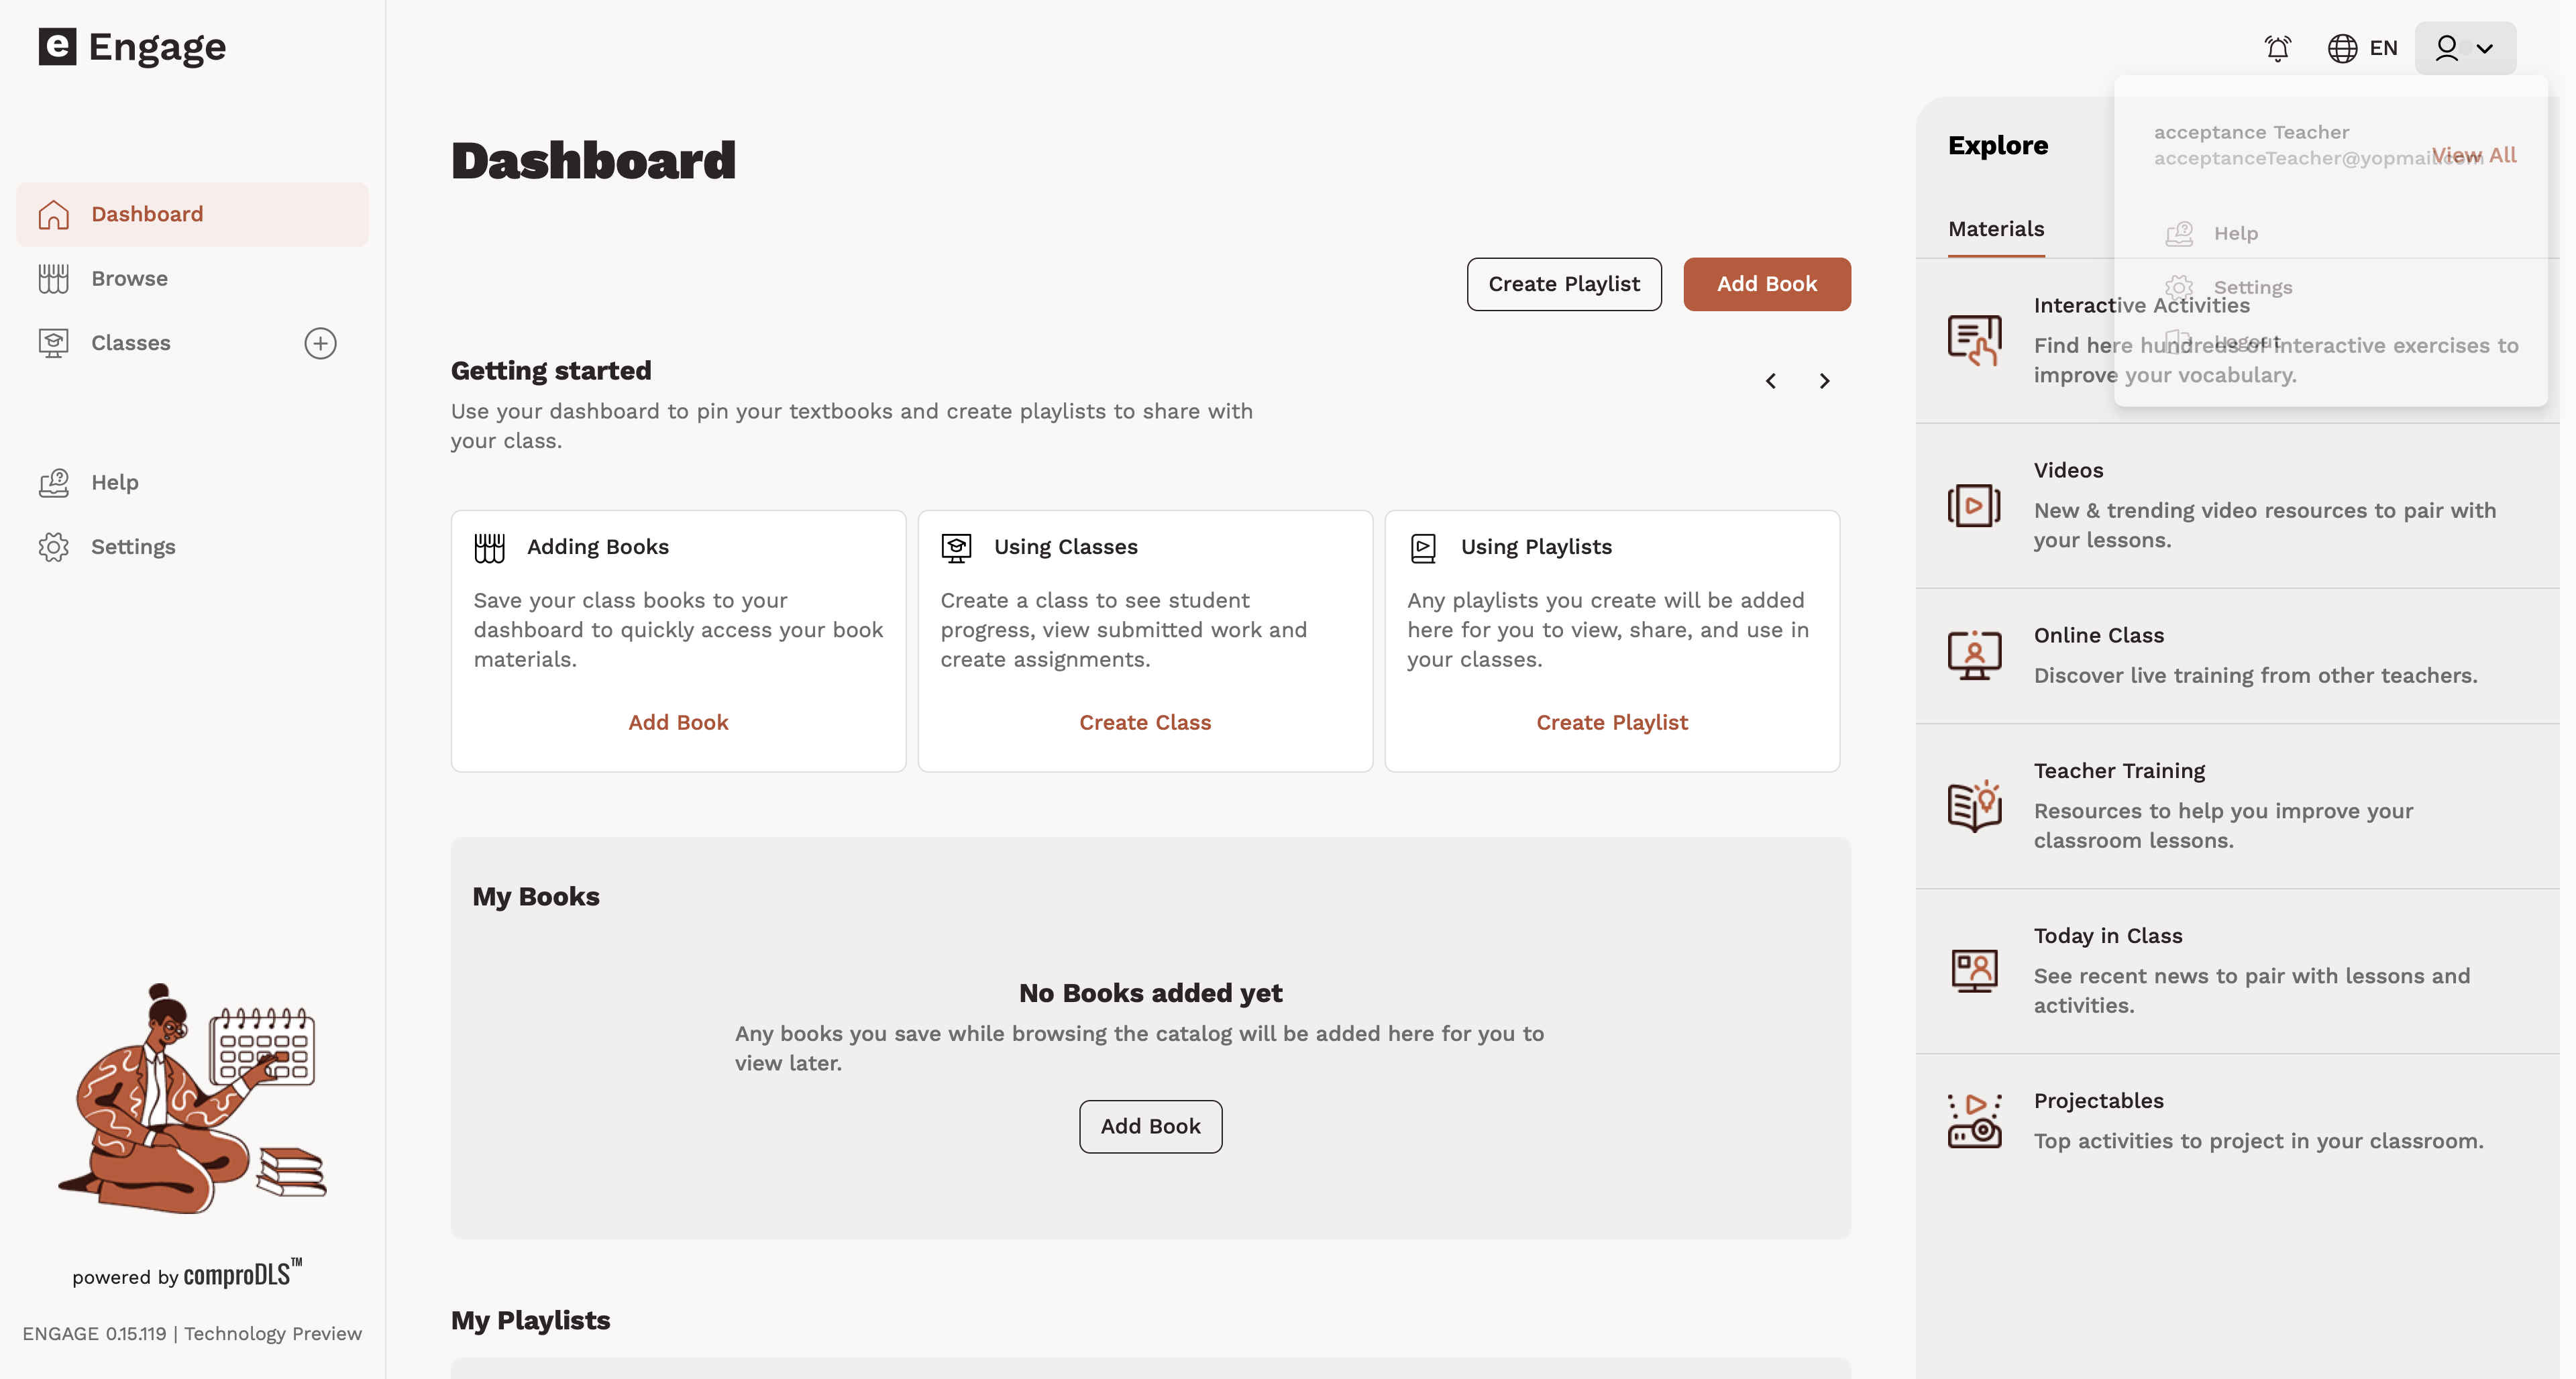 e Engage
Dashboard
Browse
Classes
Help
Settings
powered by comproDLS™
ENGAGE 0.15.119 | Technology Preview
EN
Dashboard
Create Playlist
Add Book
Getting started
Use your dashboard to pin your textbooks and create playlists to share with
your class.
Adding Books
Save your class books to your
dashboard to quickly access your book
materials.
Add Book
Using Classes
Create a class to see student
progress, view submitted work and
create assignments.
Create Class
Using Playlists
Any playlists you create will be added
here for you to view, share, and use in
your classes.
Create Playlist
My Books
No Books added yet
Any books you save while browsing the catalog will be added here for you to
view later.
Add Book
My Playlists
Explore
View All
acceptance Teacher
acceptanceTeacher@yopmail.com
Help
Settings
Logout
Materials
Interactive Activities
Find here hundreds of interactive exercises to
improve your vocabulary.
Videos
New & trending video resources to pair with
your lessons.
Online Class
Discover live training from other teachers.
Teacher Training
Resources to help you improve your
classroom lessons.
Today in Class
See recent news to pair with lessons and
activities.
Projectables
Top activities to project in your classroom.